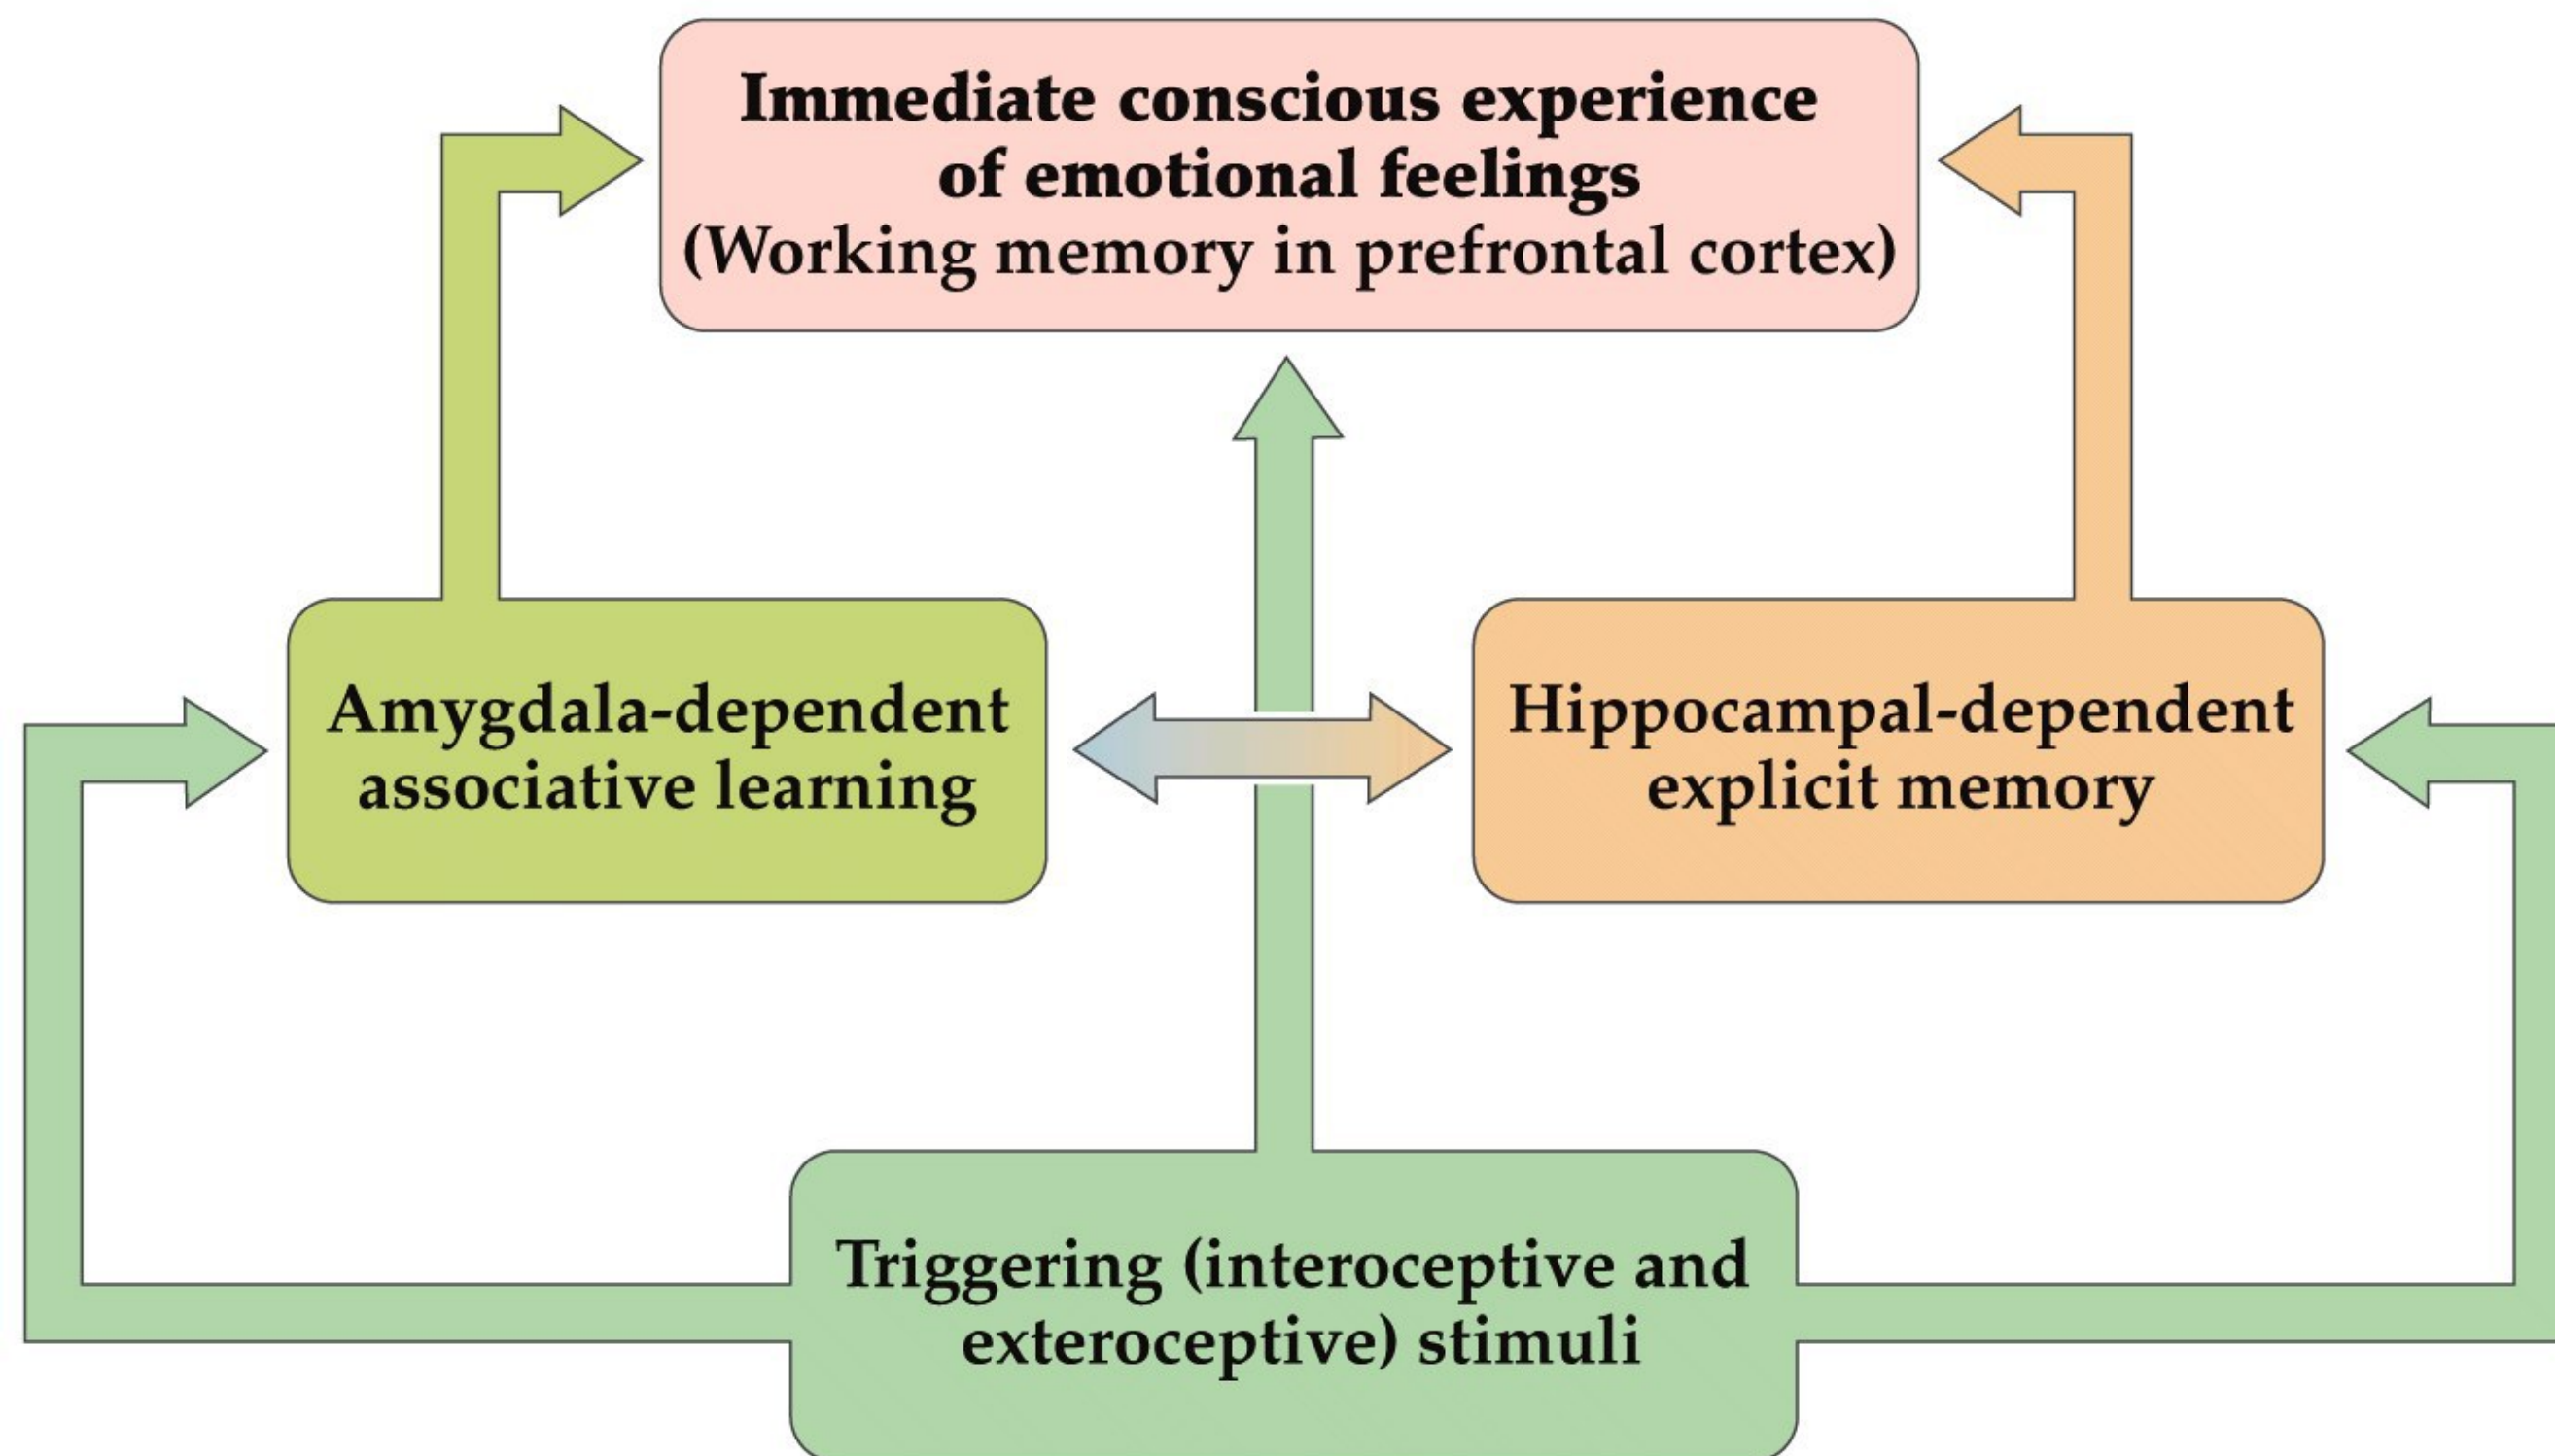 Immediate conscious experience
of emotional feelings
(Working memory in prefrontal cortex)
Amygdala-dependent
associative learning
Hippocampal-dependent
explicit memory
Triggering (interoceptive and
exteroceptive) stimuli